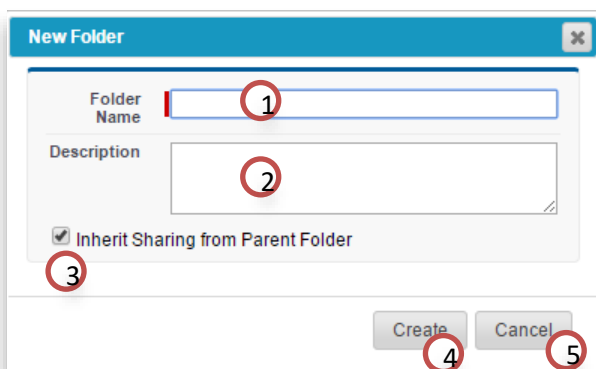 New Folder
Folder
Name
1
Description
2
Inherit Sharing from Parent Folder
3
Create
Cancel
4
5